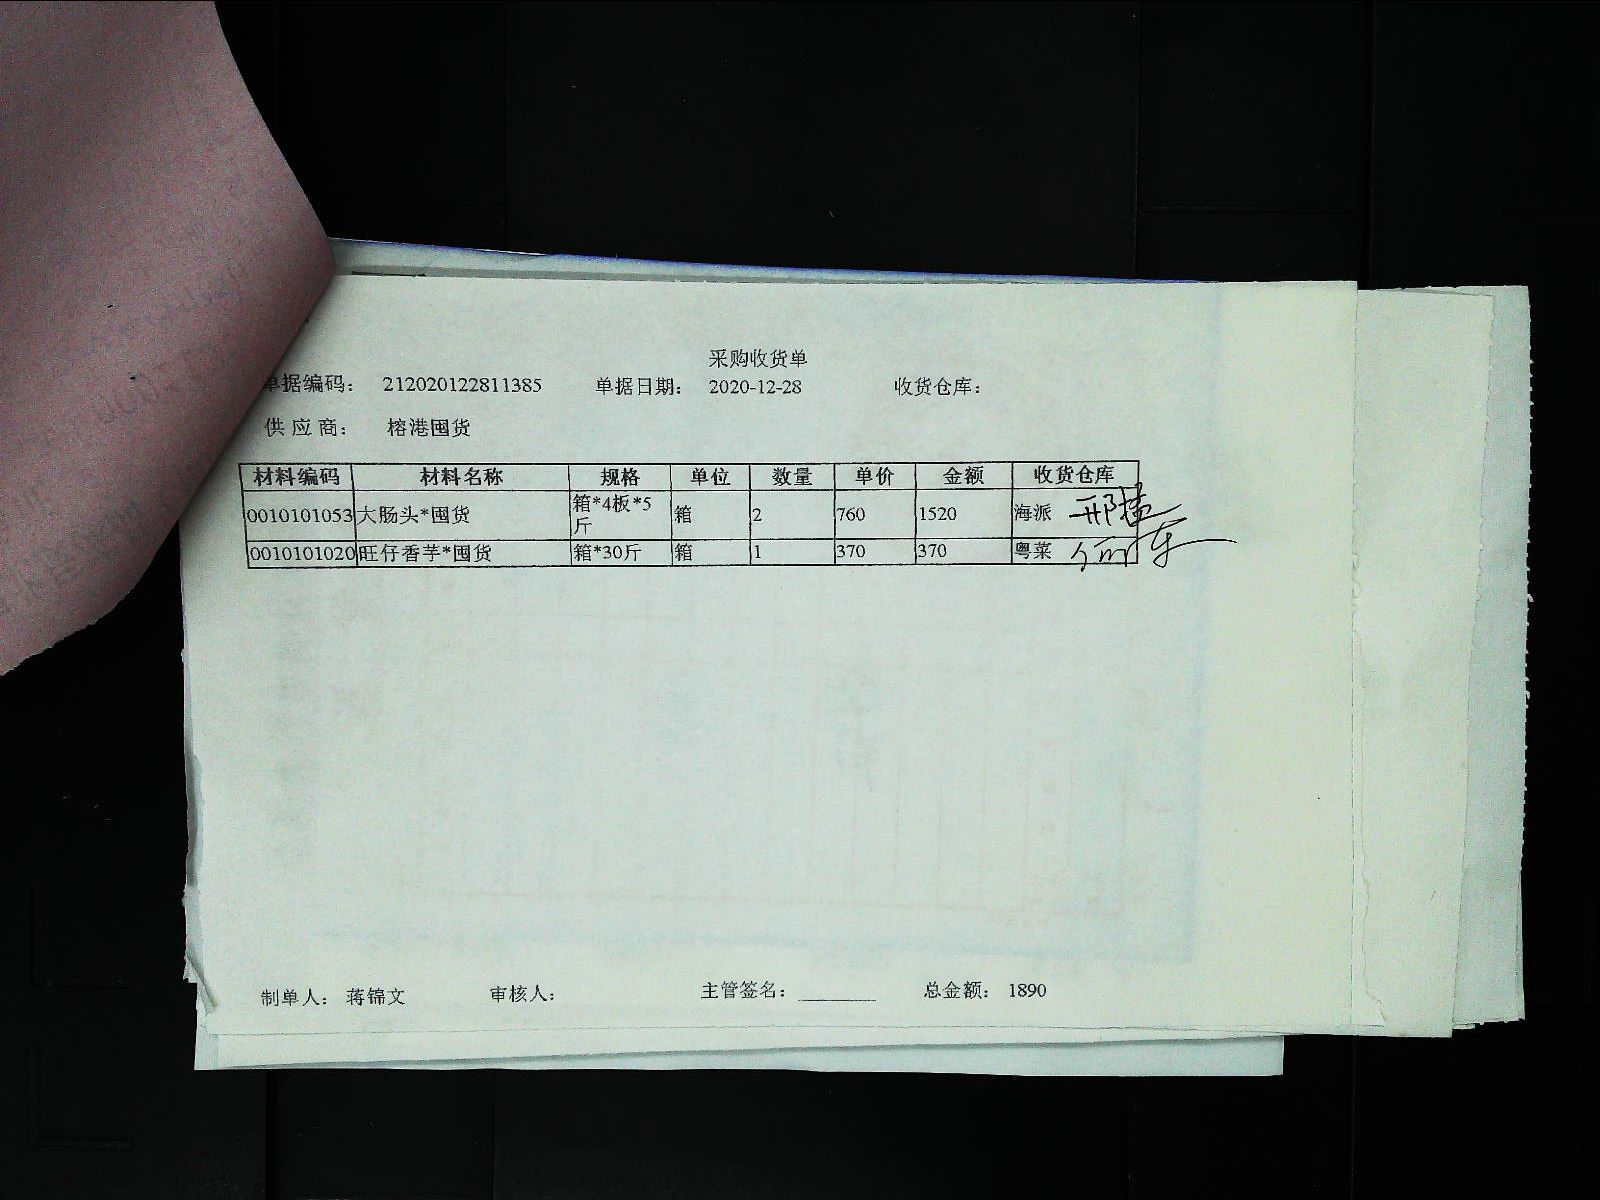 采购收货单
单据编码： 212020122811385 单据日期： 2020-12-28 收货仓库：
供应商： 榕港囤货
材料编码 材料名称 规格 单位 数量 单价 金额 收货仓库
0010101053 大肠头*囤货 箱*4板*5斤 箱 2 760 1520 海派
0010101020 旺仔香芋*囤货 箱*30斤 箱 1 370 370 粤菜
制单人： 蒋锦文 审核人： 主管签名： 总金额： 1890